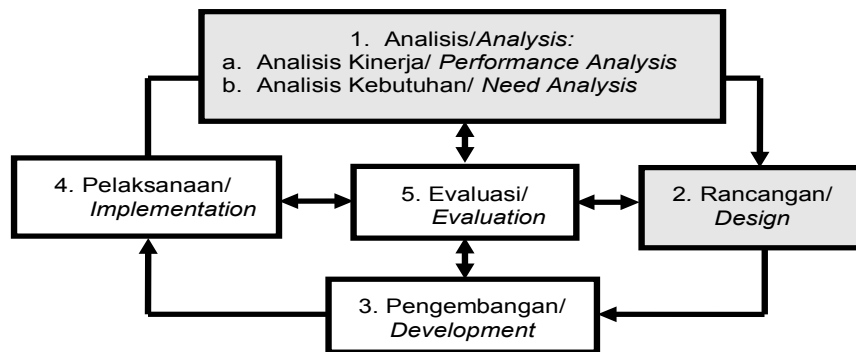 1. Analisis/Analysis:
a. Analisis Kinerja/ Performance Analysis
b. Analisis Kebutuhan/ Need Analysis
4. Pelaksanaan/
Implementation
5. Evaluasi/
Evaluation
2. Rancangan/
Design
3. Pengembangan/
Development